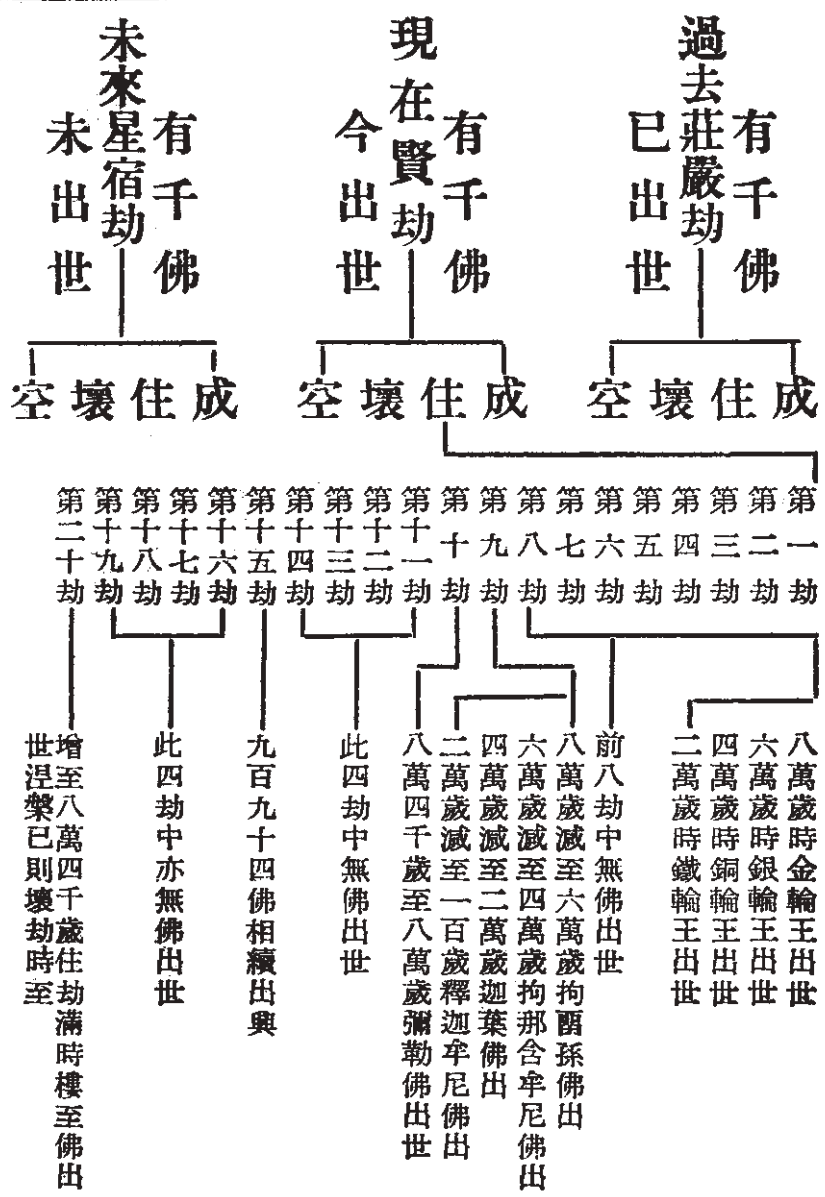 過去莊嚴劫
有千佛
已出世
現在賢劫
有千佛
今出世
未來星宿劫
有千佛
未出世
成住壞空
成住壞空
成住壞空
第一劫
第二劫
第三劫
第四劫
第五劫
第六劫
第七劫
第八劫
第九劫
第十劫
第十一劫
第十二劫
第十三劫
第十四劫
第十五劫
第十六劫
第十七劫
第十八劫
第十九劫
第二十劫
八萬歲時金輪王出世
六萬歲時銀輪王出世
四萬歲時銅輪王出世
二萬歲時鐵輪王出世
前八劫中無佛出世
八萬歲減至六萬歲拘留孫佛出
六萬歲減至四萬歲拘那含牟尼佛出
四萬歲減至二萬歲迦葉佛出
二萬歲減至一百歲釋迦牟尼佛出
八萬四千歲至八萬歲彌勒佛出世
此四劫中無佛出世
九百九十四佛相續出興
此四劫中亦無佛出世
增至八萬四千歲住劫滿時樓至佛出
世涅槃已則壞劫時至